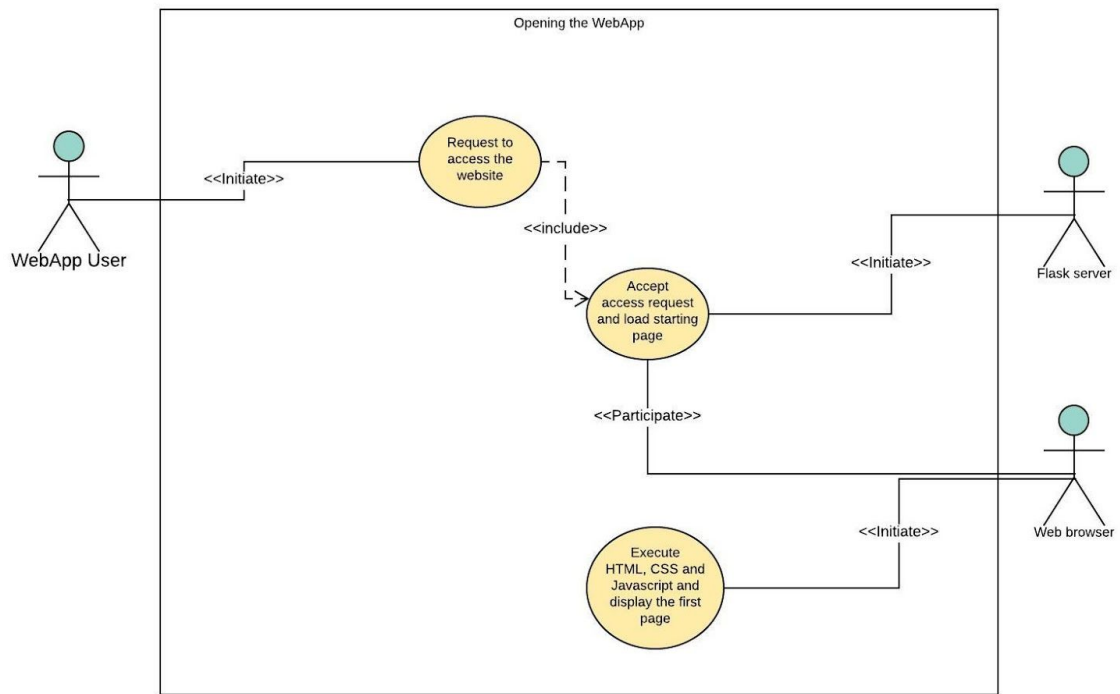 Opening the WebApp
Request to
access the
website
<<Initiate>>
<<include>>
WebApp User
<<Initiate>>
Flask server
Accept
access request
and load starting
page
<<Participate>>
<<Initiate>>
Web browser
Execute
HTML, CSS and
Javascript and
display the first
page